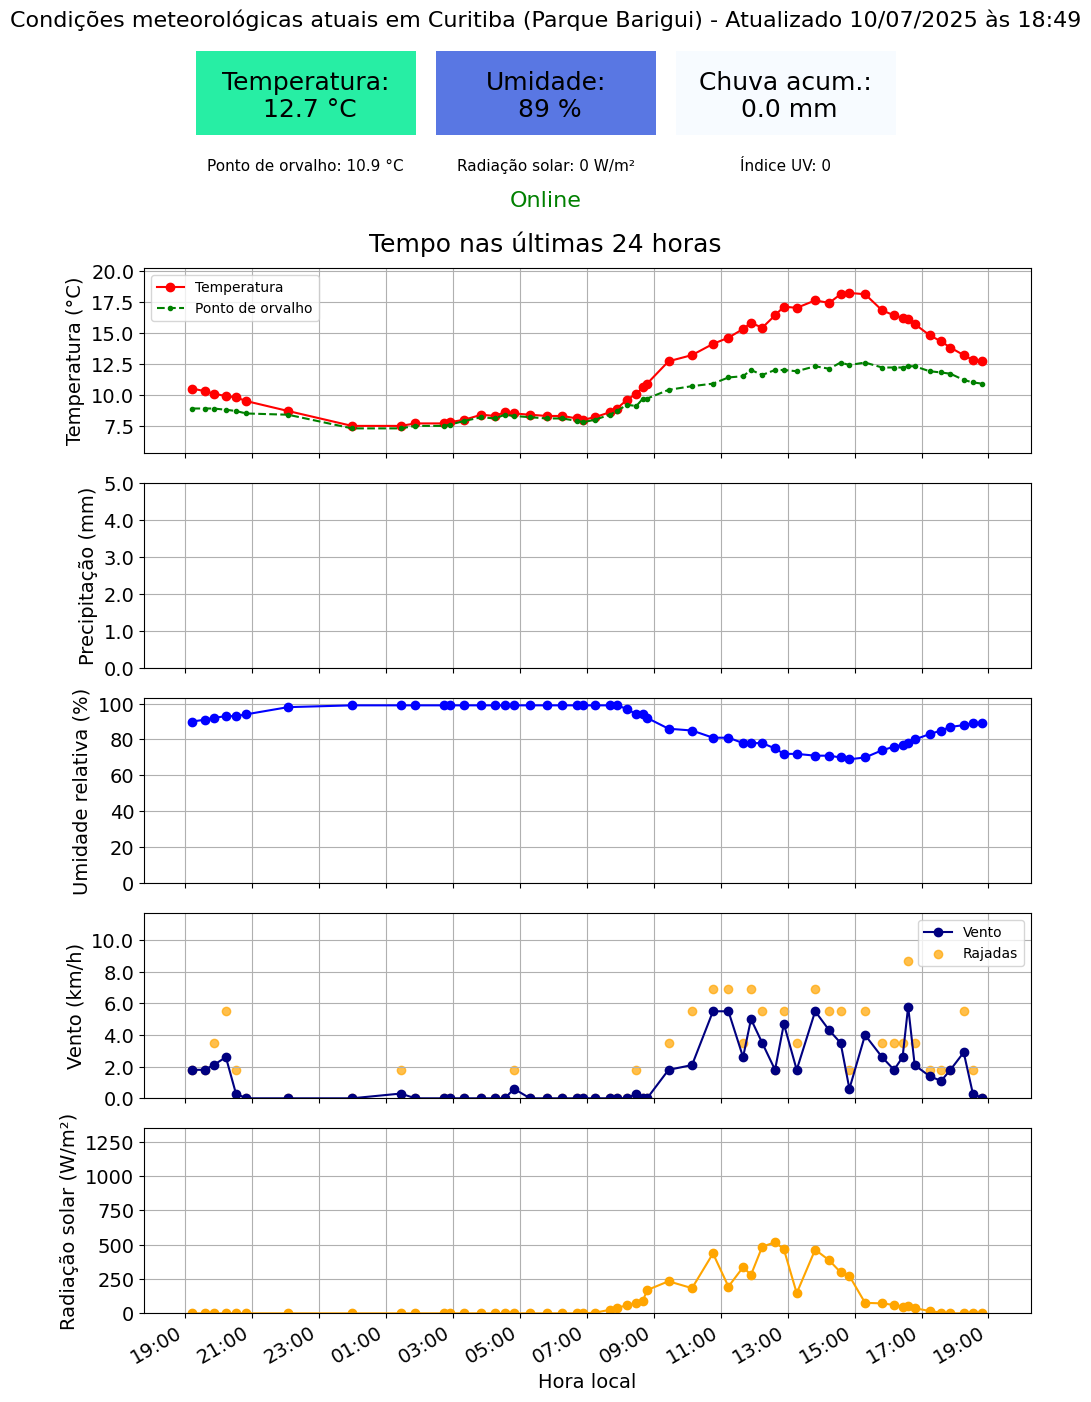 Condições meteorológicas atuais em Curitiba (Parque Barigui) - Atualizado 10/07/2025 às 18:49
Temperatura:
12.7 °C
Umidade:
89 %
Chuva acum.:
0.0 mm
Ponto de orvalho: 10.9 °C
Radiação solar: 0 W/m²
Índice UV: 0
Online
Tempo nas últimas 24 horas
Temperatura (°C)
20.0
17.5
15.0
12.5
10.0
7.5
Temperatura
Ponto de orvalho
Precipitação (mm)
5.0
4.0
3.0
2.0
1.0
0.0
Umidade relativa (%)
100
80
60
40
20
0
Vento (km/h)
10.0
8.0
6.0
4.0
2.0
0.0
Vento
Rajadas
Radiação solar (W/m²)
1250
1000
750
500
250
0
19:00
21:00
23:00
01:00
03:00
05:00
07:00
09:00
11:00
13:00
15:00
17:00
19:00
Hora local